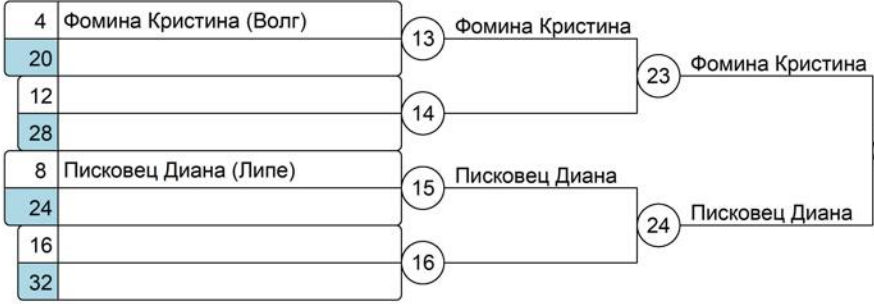 4 Фомина Кристина (Волг)
20
12
28
8 Писковец Диана (Липе)
24
16
32
13 Фомина Кристина
14
15 Писковец Диана
16
23 Фомина Кристина
24 Писковец Диана